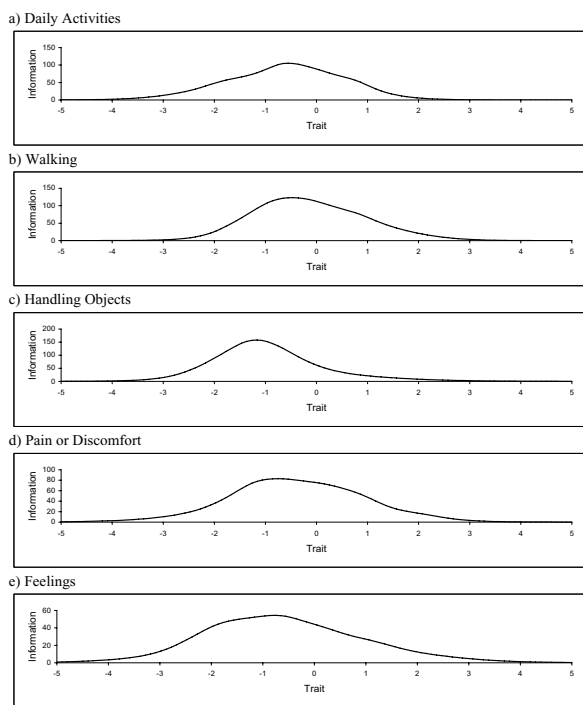 a) Daily Activities
150
100
50
0
Information
-5 -4 -3 -2 -1 0 1 2 3 4 5
Trait
b) Walking
150
100
50
0
Information
-5 -4 -3 -2 -1 0 1 2 3 4 5
Trait
c) Handling Objects
200
150
100
50
0
Information
-5 -4 -3 -2 -1 0 1 2 3 4 5
Trait
d) Pain or Discomfort
100
80
60
40
20
0
Information
-5 -4 -3 -2 -1 0 1 2 3 4 5
Trait
e) Feelings
60
40
20
0
Information
-5 -4 -3 -2 -1 0 1 2 3 4 5
Trait